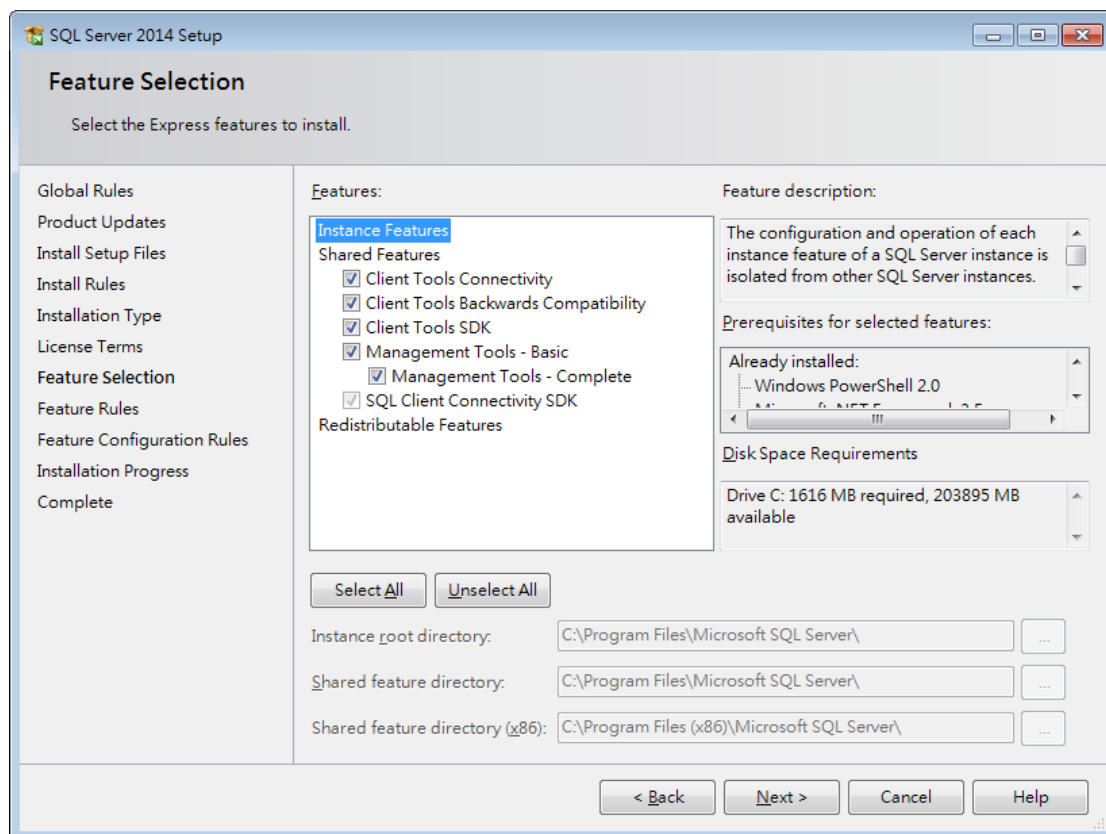 SQL Server 2014 Setup
Feature Selection
Select the Express features to install.
Global Rules
Product Updates
Install Setup Files
Install Rules
Installation Type
License Terms
Feature Selection
Feature Rules
Feature Configuration Rules
Installation Progress
Complete
Features:
Instance Features
Shared Features
Client Tools Connectivity
Client Tools Backwards Compatibility
Client Tools SDK
Management Tools - Basic
Management Tools - Complete
SQL Client Connectivity SDK
Redistributable Features
Feature description:
The configuration and operation of each
instance feature of a SQL Server instance is
isolated from other SQL Server instances.
Prerequisites for selected features:
Already installed:
Windows PowerShell 2.0
Disk Space Requirements
Drive C: 1616 MB required, 203895 MB
available
Select All
Unselect All
Instance root directory:
C:\Program Files\Microsoft SQL Server\
...
Shared feature directory:
C:\Program Files\Microsoft SQL Server\
...
Shared feature directory (x86):
C:\Program Files (x86)\Microsoft SQL Server\
...
< Back
Next >
Cancel
Help